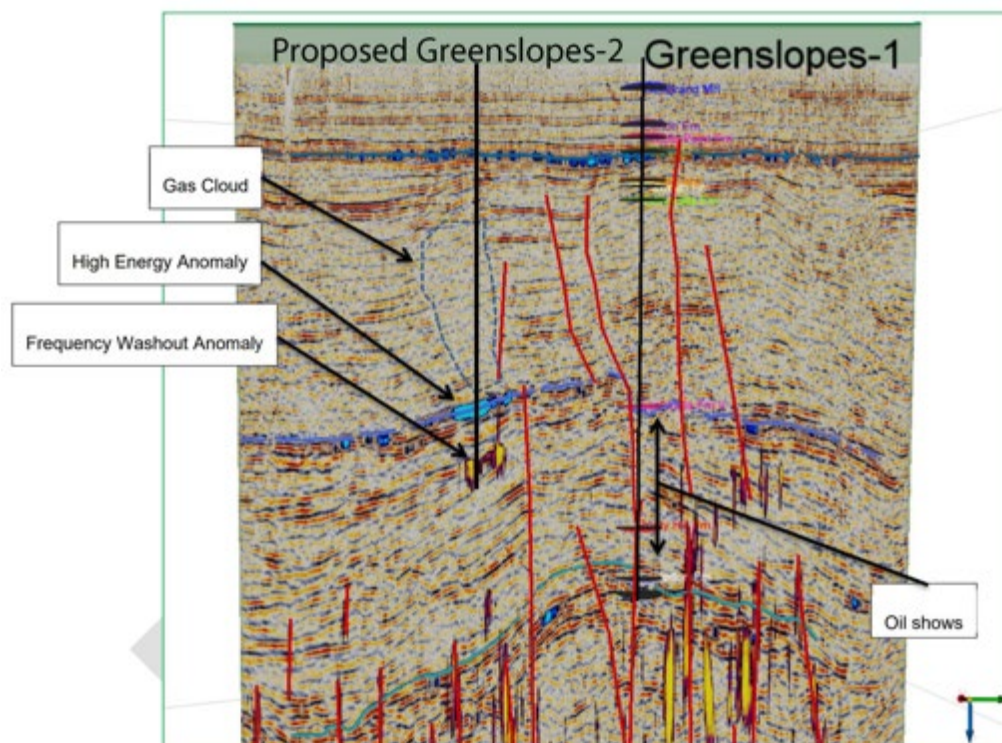 Proposed Greenslopes-2
Greenslopes-1
Gas Cloud
High Energy Anomaly
Frequency Washout Anomaly
Oil shows